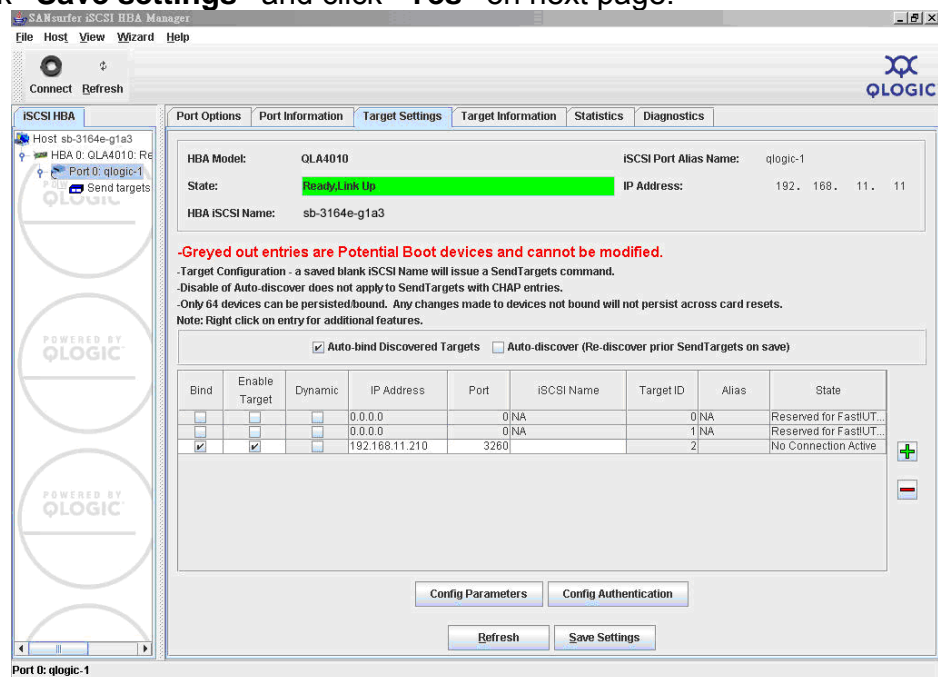 "Save settings" and click "Yes" on next page.
SANsurfer iSCSI HBA Manager
File Host View Wizard Help
Connect Refresh
QLOGIC
iSCSI HBA
Host sb-3164e-g1a3
HBA 0: QLA4010: Re
Port 0: qlogic-1
Send targets
POWERED BY
QLOGIC
POWERED BY
QLOGIC
Port Options Port Information Target Settings Target Information Statistics Diagnostics
HBA Model: QLA4010 iSCSI Port Alias Name: qlogic-1
State: Ready,Link Up IP Address: 192. 168. 11. 11
HBA iSCSI Name: sb-3164e-g1a3
-Greyed out entries are Potential Boot devices and cannot be modified.
-Target Configuration - a saved blank iSCSI Name will issue a SendTargets command.
-Disable of Auto-discover does not apply to SendTargets with CHAP entries.
-Only 64 devices can be persisted/bound. Any changes made to devices not bound will not persist across card resets.
Note: Right click on entry for additional features.
Auto-bind Discovered Targets Auto-discover (Re-discover prior SendTargets on save)
Bind Enable Target Dynamic IP Address Port iSCSI Name Target ID Alias State
0.0.0.0 0 NA 0 NA Reserved for Fast!UT...
0.0.0.0 0 NA 1 NA Reserved for Fast!UT...
192.168.11.210 3260 2 No Connection Active
Config Parameters Config Authentication
Refresh Save Settings
Port 0: qlogic-1